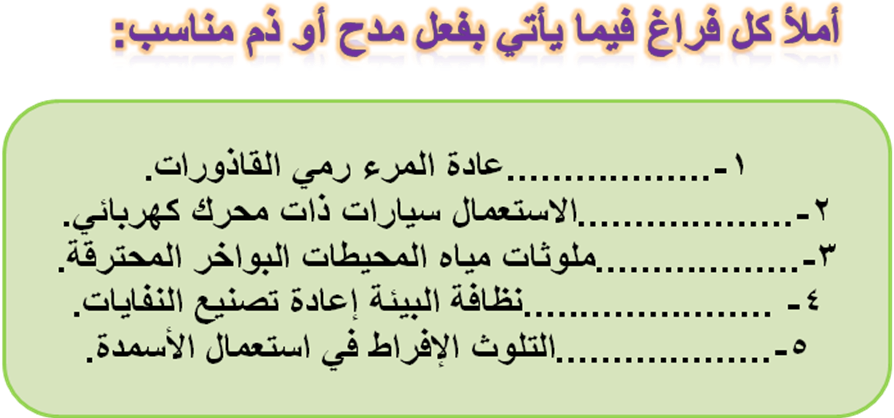 أملأ كل فراغ فيما يأتي بفعل مدح أو ذم مناسب:
١-..................عادة المرء رمي القاذورات.
٢-...................الاستعمال سيارات ذات محرك كهربائي.
٣-..................ملوثات مياه المحيطات البواخر المحترقة.
٤- ......................نظافة البيئة إعادة تصنيع النفايات.
٥-...................التلوث الإفراط في استعمال الأسمدة.